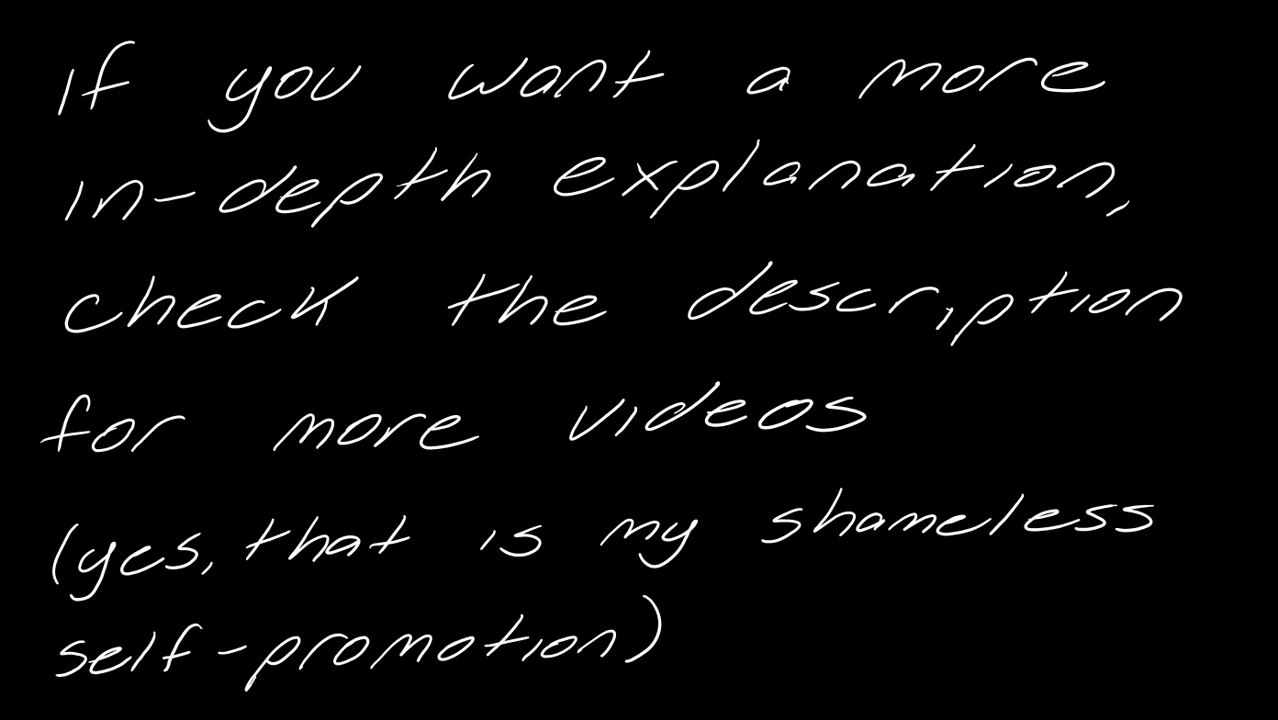 If you want a more
in-depth explanation,
check the description
for more videos
(yes, that is my shameless
self-promotion)